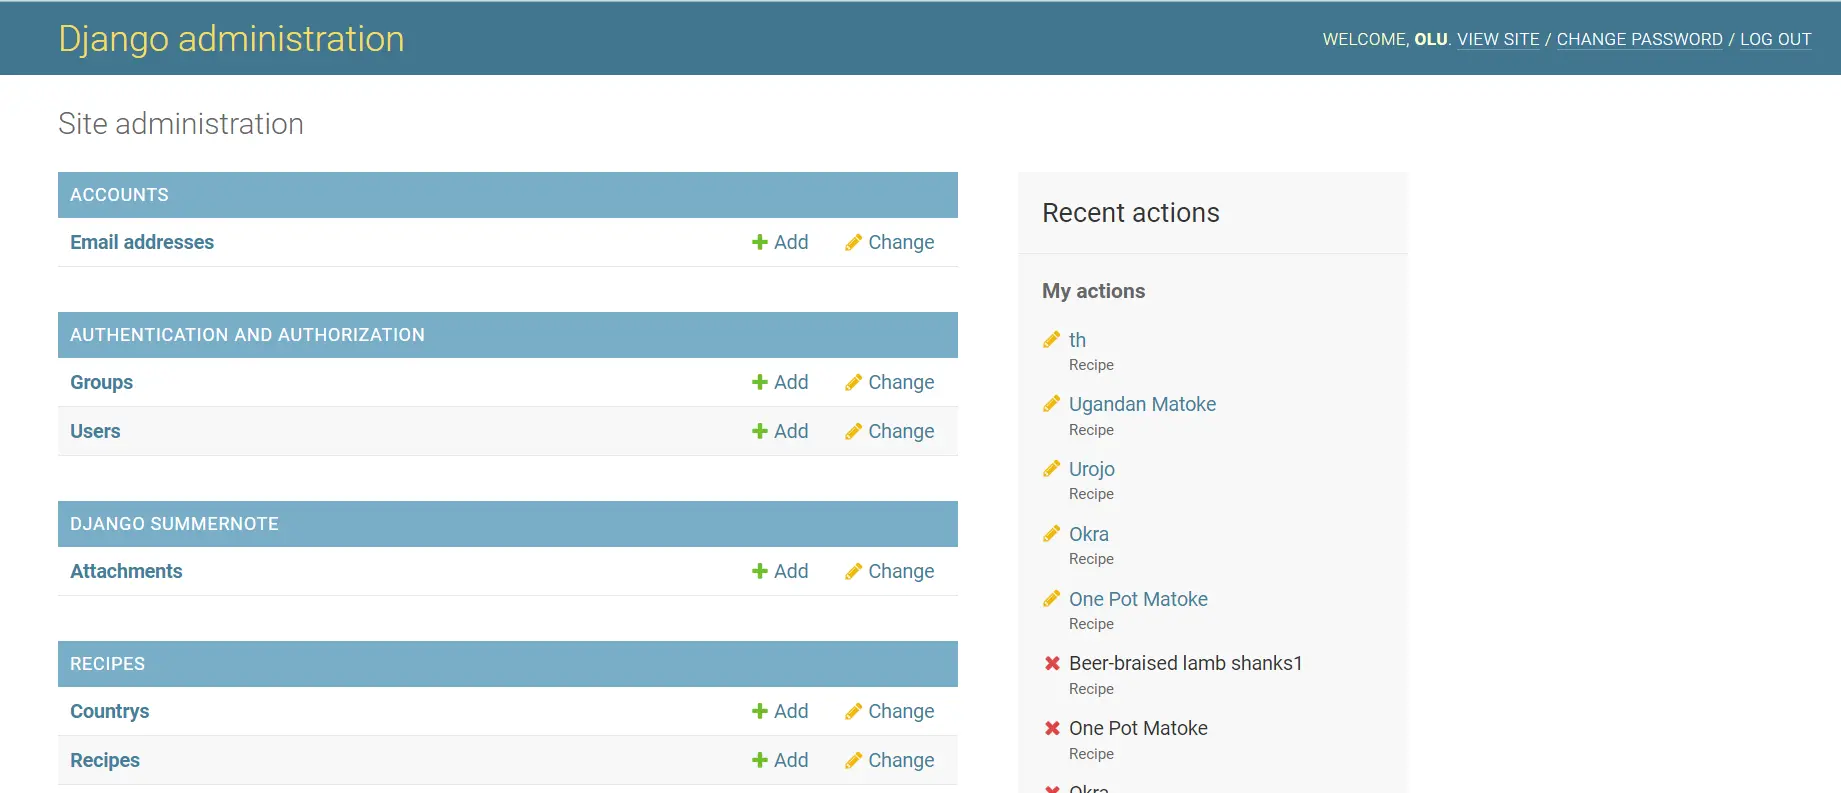 Django administration
WELCOME, OLU. VIEW SITE / CHANGE PASSWORD / LOG OUT
Site administration
ACCOUNTS
Email addresses Add Change
AUTHENTICATION AND AUTHORIZATION
Groups Add Change
Users Add Change
DJANGO SUMMERNOTE
Attachments Add Change
RECIPES
Countrys Add Change
Recipes Add Change
Recent actions
My actions
th
Recipe
Ugandan Matoke
Recipe
Urojo
Recipe
Okra
Recipe
One Pot Matoke
Recipe
Beer-braised lamb shanks1
Recipe
One Pot Matoke
Recipe
Okra